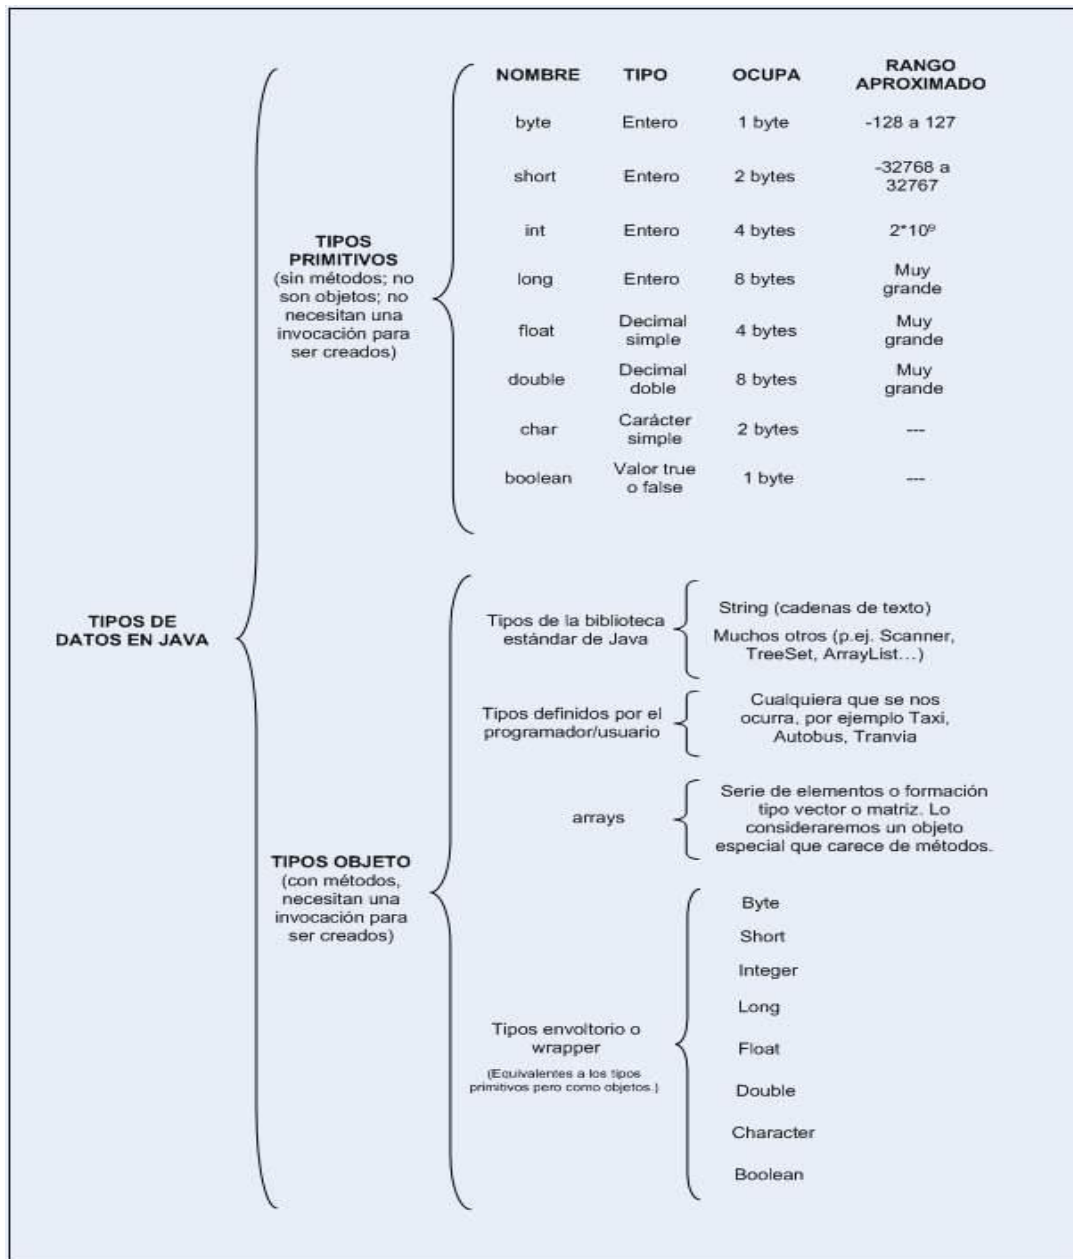 TIPOS DE
DATOS EN JAVA
TIPOS
PRIMITIVOS
(sin métodos; no
son objetos; no
necesitan una
invocación para
ser creados)
NOMBRE TIPO OCUPA RANGO
APROXIMADO
byte Entero 1 byte -128 a 127
short Entero 2 bytes -32768 a
32767
int Entero 4 bytes 2*10⁹
long Entero 8 bytes Muy
grande
float Decimal
simple 4 bytes Muy
grande
double Decimal
doble 8 bytes Muy
grande
char Carácter
simple 2 bytes ---
boolean Valor true
o false 1 byte ---
TIPOS OBJETO
(con métodos,
necesitan una
invocación para
ser creados)
Tipos de la biblioteca
estándar de Java
String (cadenas de texto)
Muchos otros (p.ej. Scanner,
TreeSet, ArrayList…)
Tipos definidos por el
programador/usuario
Cualquiera que se nos
ocurra, por ejemplo Taxi,
Autobus, Tranvia
arrays
Serie de elementos o formación
tipo vector o matriz. Lo
consideraremos un objeto
especial que carece de métodos.
Tipos envoltorio o
wrapper
(Equivalentes a los tipos
primitivos pero como objetos.)
Byte
Short
Integer
Long
Float
Double
Character
Boolean